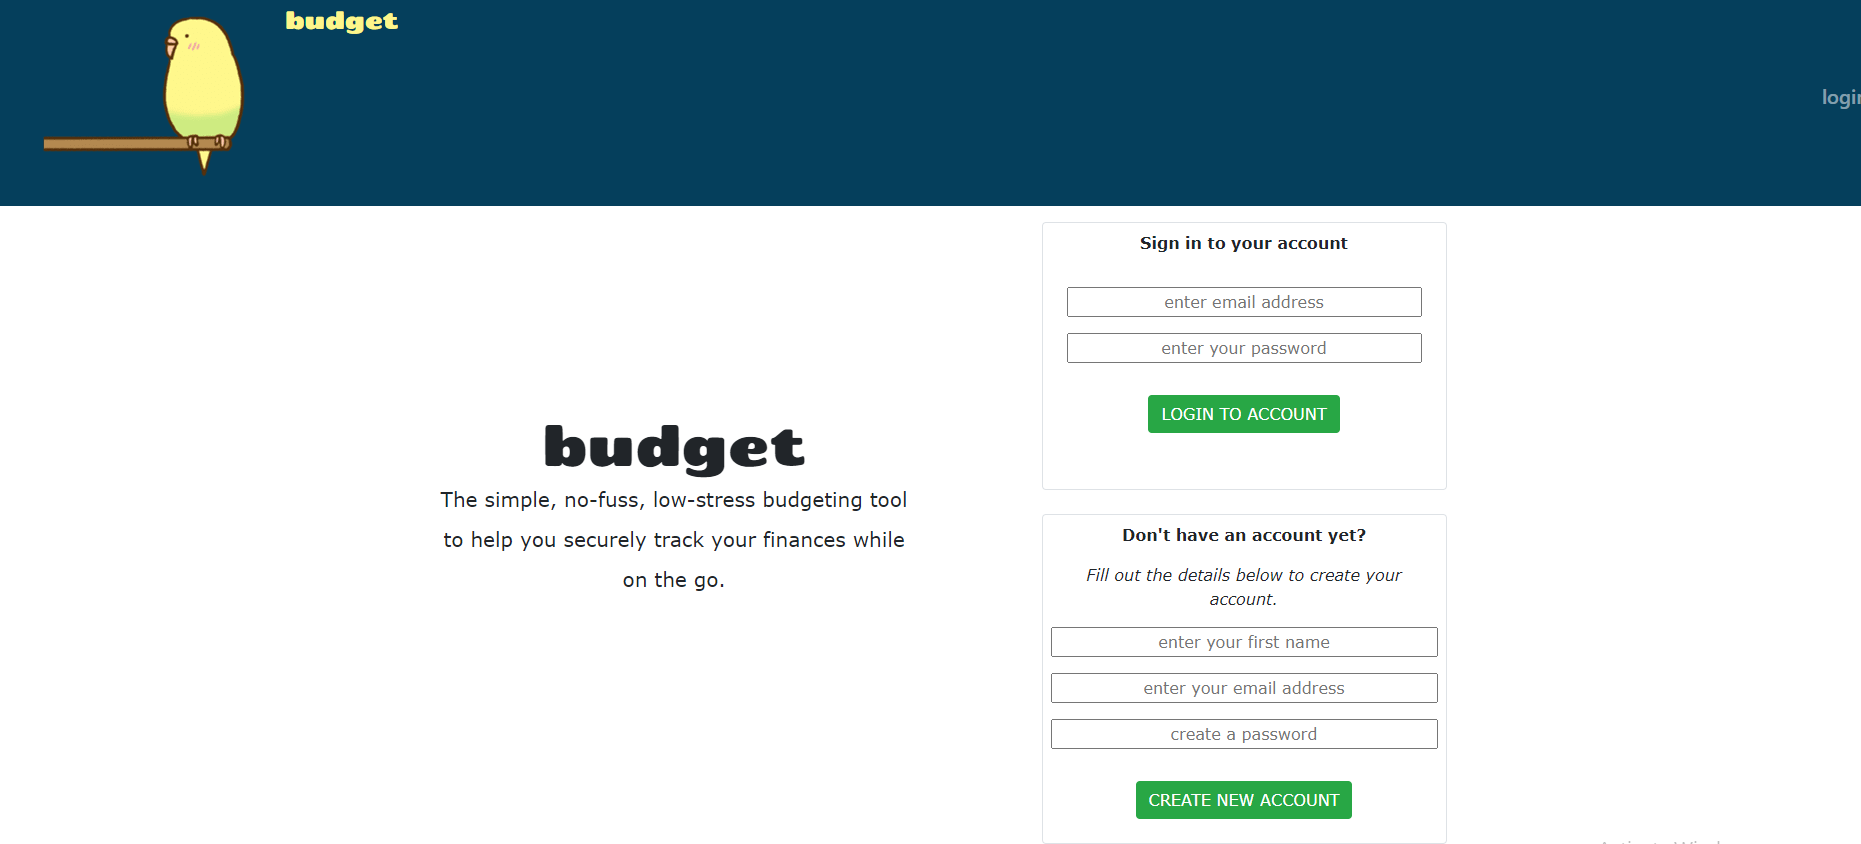 budget
login
Sign in to your account
enter email address
enter your password
LOGIN TO ACCOUNT
budget
The simple, no-fuss, low-stress budgeting tool
to help you securely track your finances while
on the go.
Don't have an account yet?
Fill out the details below to create your
account.
enter your first name
enter your email address
create a password
CREATE NEW ACCOUNT